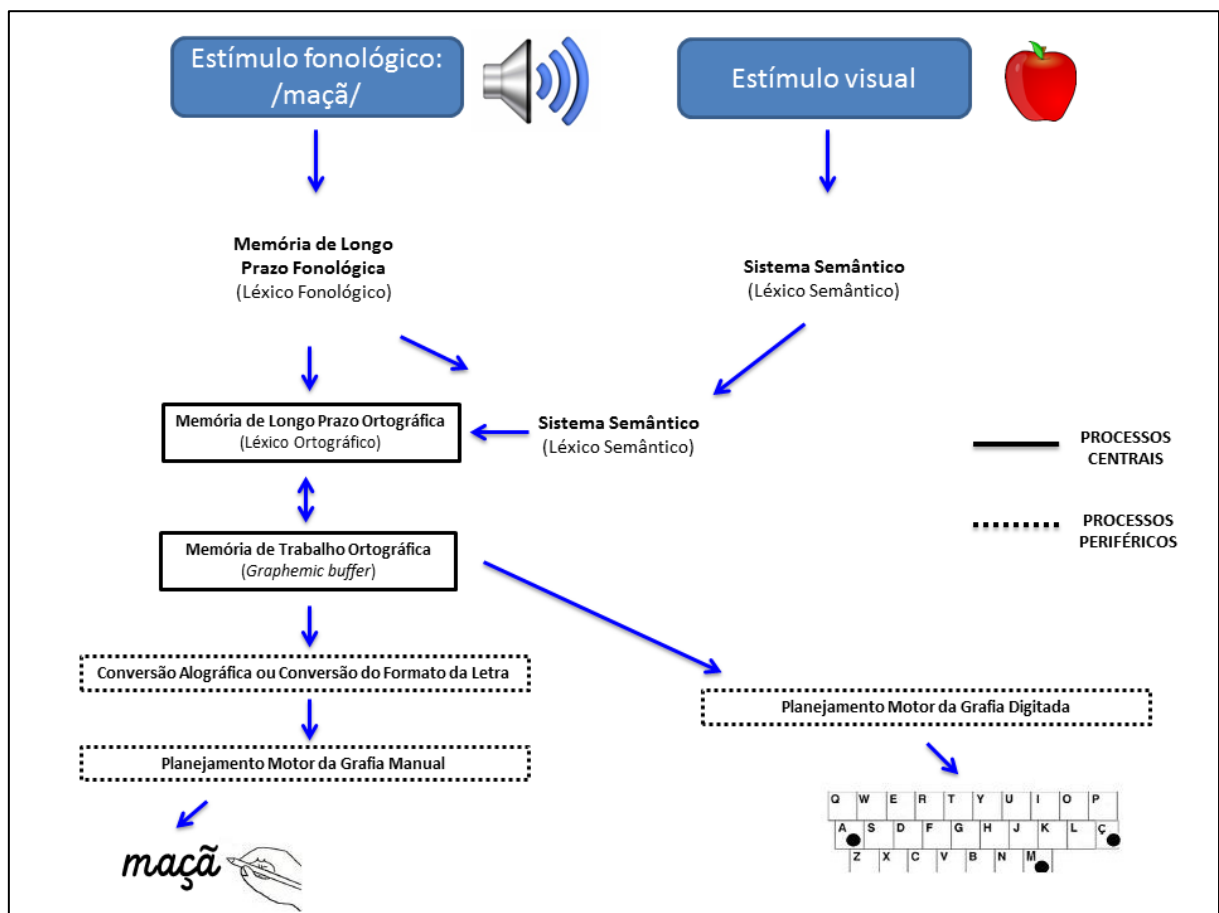 Estímulo fonológico:
/maçã/
Estímulo visual
Memória de Longo
Prazo Fonológica
(Léxico Fonológico)
Sistema Semântico
(Léxico Semântico)
Memória de Longo Prazo Ortográfica
(Léxico Ortográfico)
Sistema Semântico
(Léxico Semântico)
PROCESSOS
CENTRAIS
PROCESSOS
PERIFÉRICOS
Memória de Trabalho Ortográfica
(Graphemic buffer)
Conversão Alográfica ou Conversão do Formato da Letra
Planejamento Motor da Grafia Digitada
Planejamento Motor da Grafia Manual
maçã
Q W E R T Y U I O P
A S D F G H J K L Ç
Z X C V B N M